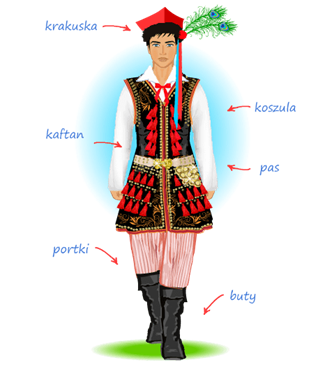 krakuska
koszula
kaftan
pas
portki
buty